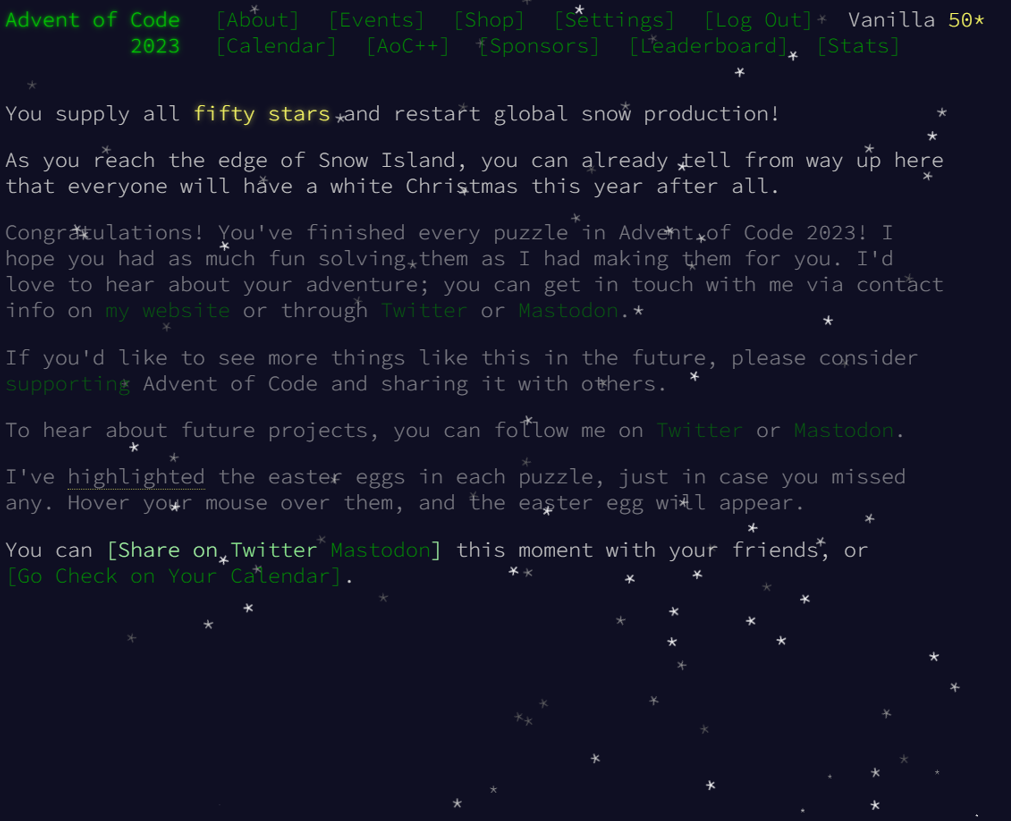 Advent of Code [About] [Events] [Shop] [Settings] [Log Out] Vanilla 50*
2023 [Calendar] [AoC++] [Sponsors] [Leaderboard] [Stats]
You supply all fifty stars and restart global snow production!
As you reach the edge of Snow Island, you can already tell from way up here
that everyone will have a white Christmas this year after all.
Congratulations! You've finished every puzzle in Advent of Code 2023! I
hope you had as much fun solving them as I had making them for you. I'd
love to hear about your adventure; you can get in touch with me via contact
info on my website or through Twitter or Mastodon.
If you'd like to see more things like this in the future, please consider
supporting Advent of Code and sharing it with others.
To hear about future projects, you can follow me on Twitter or Mastodon.
I've highlighted the easter eggs in each puzzle, just in case you missed
any. Hover your mouse over them, and the easter egg will appear.
You can [Share on Twitter Mastodon] this moment with your friends, or
[Go Check on Your Calendar].